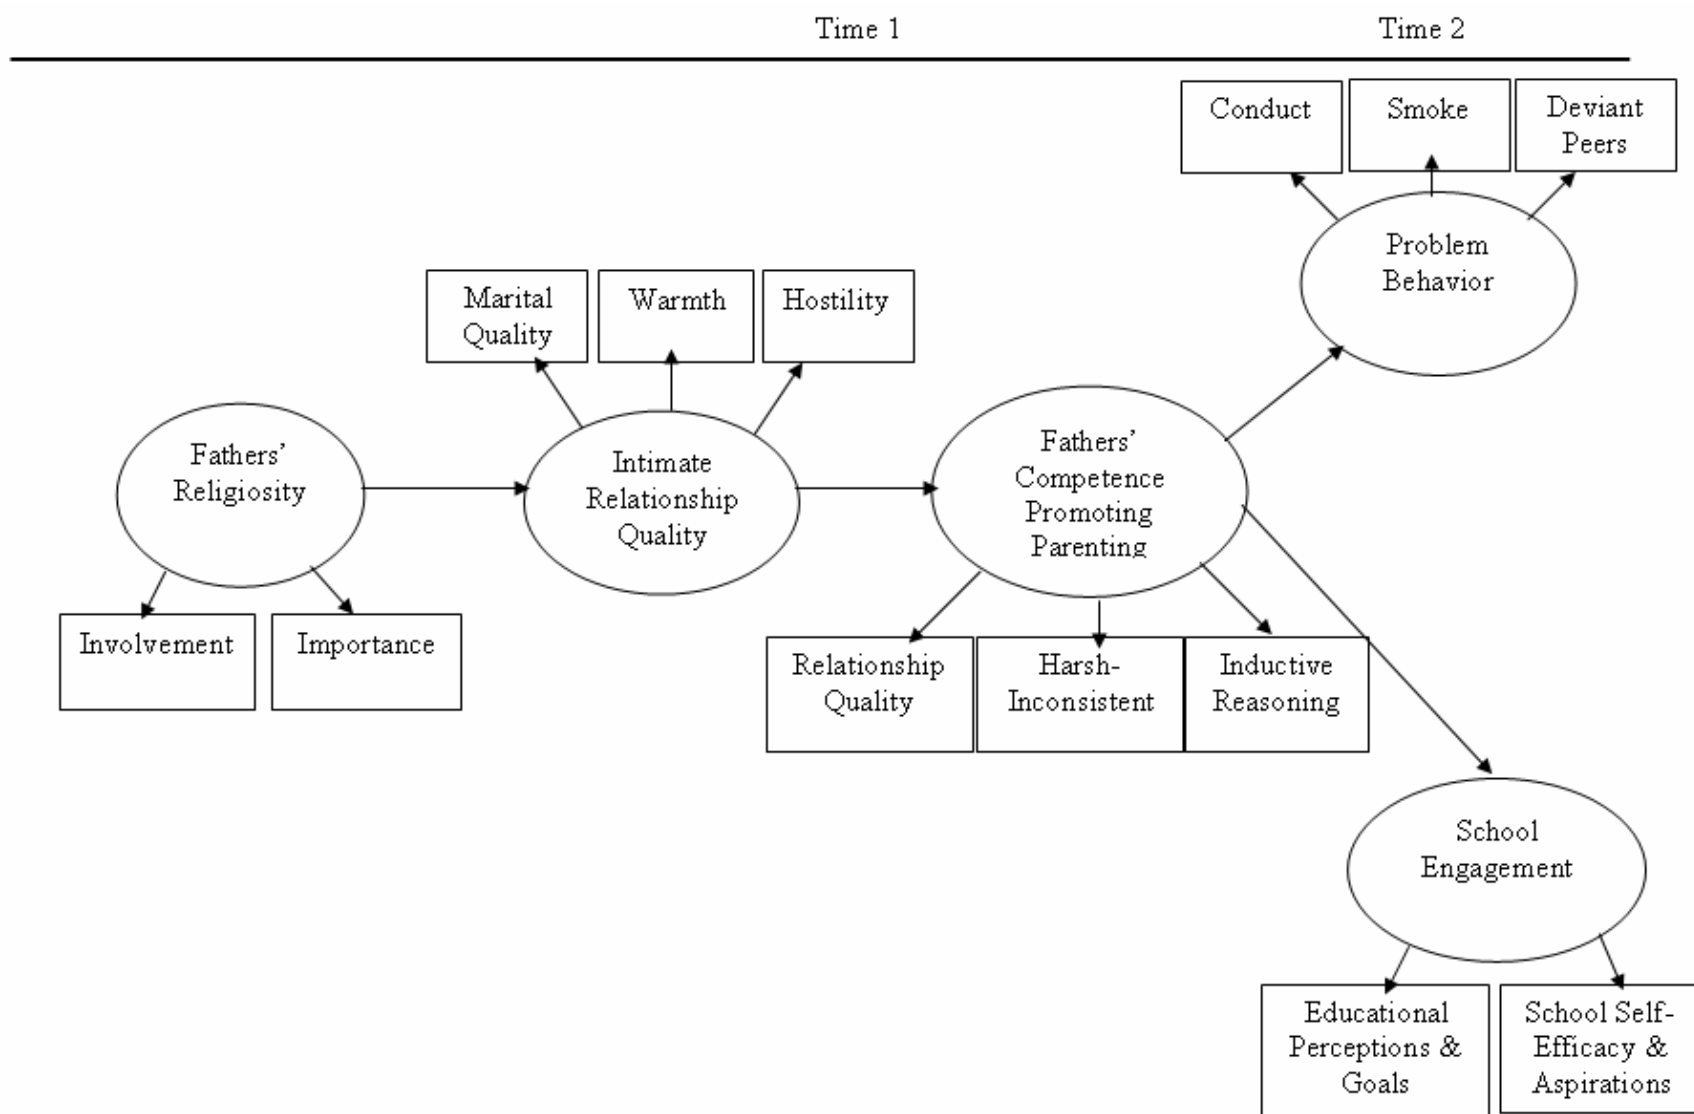 Time 1
Time 2
Conduct
Smoke
Deviant
Peers
Problem
Behavior
Marital
Quality
Warmth
Hostility
Fathers’
Religiosity
Intimate
Relationship
Quality
Fathers’
Competence
Promoting
Parenting
Involvement
Importance
Relationship
Quality
Harsh-
Inconsistent
Inductive
Reasoning
School
Engagement
Educational
Perceptions &
Goals
School Self-
Efficacy &
Aspirations